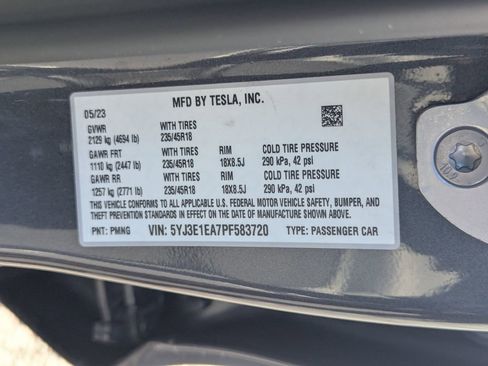 MFD BY TESLA, INC.
05/23
GVWR WITH TIRES
2129 kg (4694 lb) 235/45R18
GAWR FRT WITH TIRES RIM COLD TIRE PRESSURE
1110 kg (2447 lb) 235/45R18 18X8.5J 290 kPa, 42 psi
GAWR RR WITH TIRES RIM COLD TIRE PRESSURE
1257 kg (2771 lb) 235/45R18 18X8.5J 290 kPa, 42 psi
THIS VEHICLE CONFORMS TO ALL APPLICABLE U.S. FEDERAL MOTOR VEHICLE SAFETY, BUMPER, AND
THEFT PREVENTION STANDARDS IN EFFECT ON THE DATE OF MANUFACTURE SHOWN ABOVE.
PNT: PMNG VIN: 5YJ3E1EA7PF583720 TYPE: PASSENGER CAR